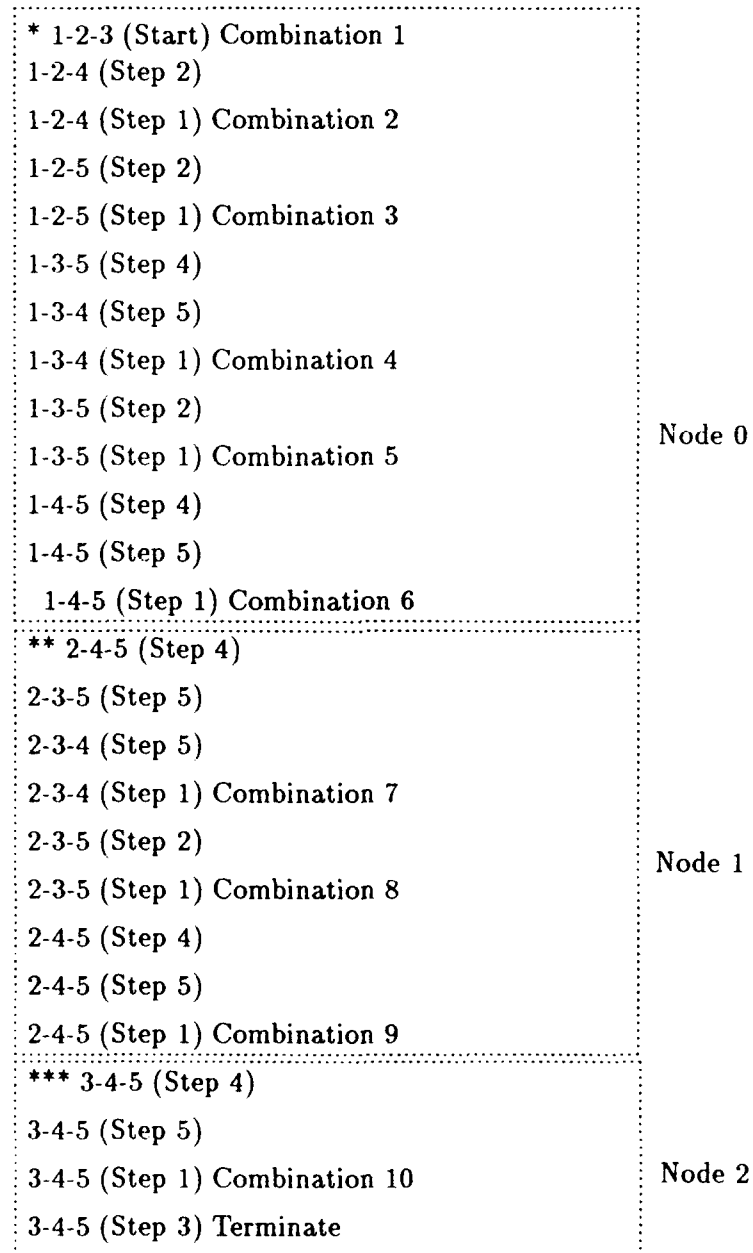 * 1-2-3 (Start) Combination 1
1-2-4 (Step 2)
1-2-4 (Step 1) Combination 2
1-2-5 (Step 2)
1-2-5 (Step 1) Combination 3
1-3-5 (Step 4)
1-3-4 (Step 5)
1-3-4 (Step 1) Combination 4
1-3-5 (Step 2)
Node 0
1-3-5 (Step 1) Combination 5
1-4-5 (Step 4)
1-4-5 (Step 5)
1-4-5 (Step 1) Combination 6
** 2-4-5 (Step 4)
2-3-5 (Step 5)
2-3-4 (Step 5)
2-3-4 (Step 1) Combination 7
2-3-5 (Step 2)
Node 1
2-3-5 (Step 1) Combination 8
2-4-5 (Step 4)
2-4-5 (Step 5)
2-4-5 (Step 1) Combination 9
*** 3-4-5 (Step 4)
3-4-5 (Step 5)
3-4-5 (Step 1) Combination 10
Node 2
3-4-5 (Step 3) Terminate